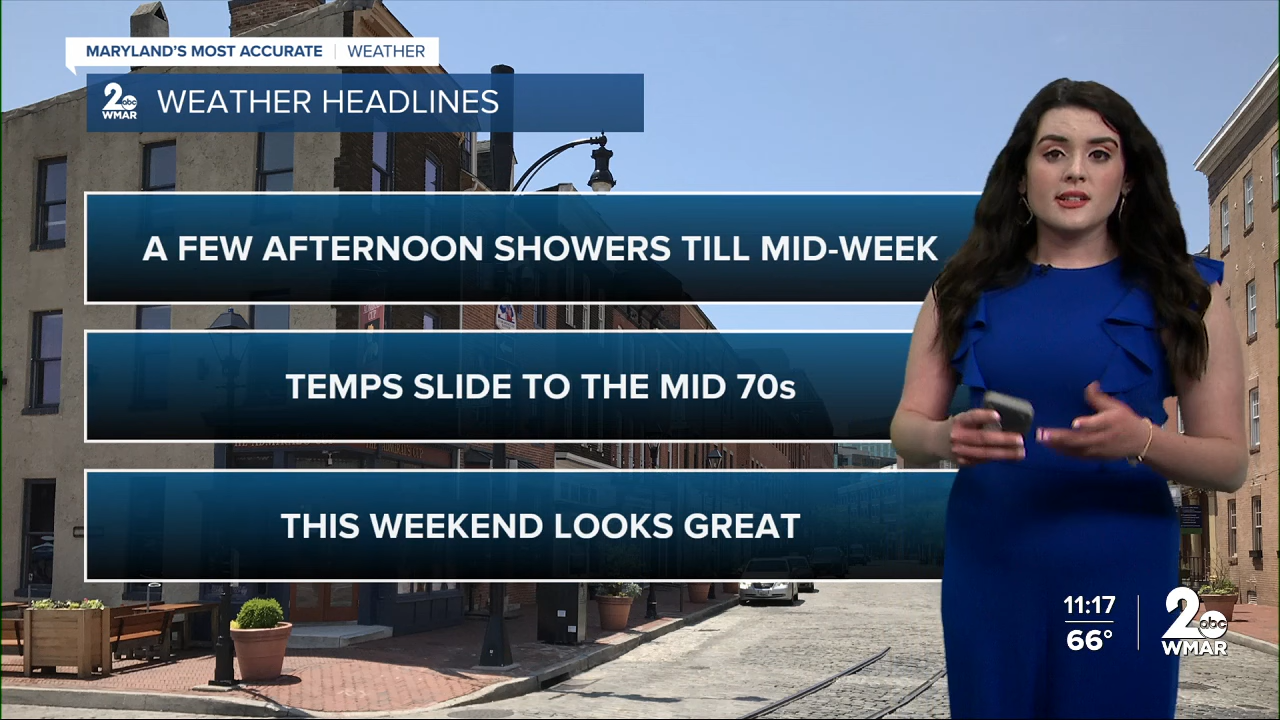 MARYLAND'S MOST ACCURATE | WEATHER
2 abc WMAR WEATHER HEADLINES
A FEW AFTERNOON SHOWERS TILL MID-WEEK
TEMPS SLIDE TO THE MID 70s
THIS WEEKEND LOOKS GREAT
11:17
66°
2 abc
WMAR